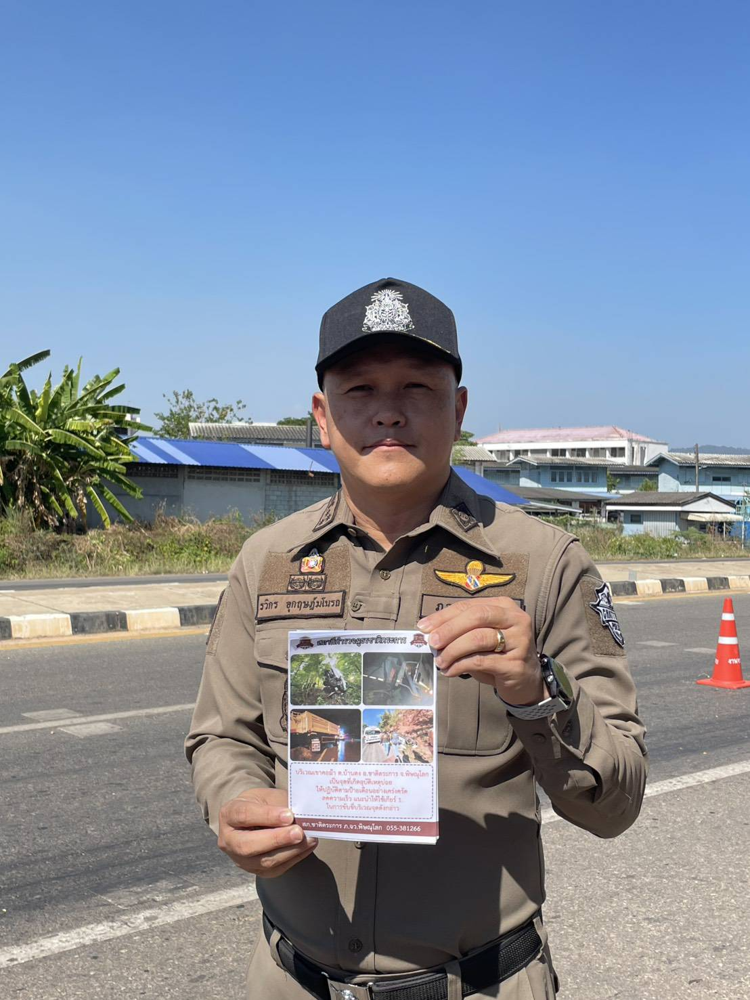 รวิกร อุกฤษฎ์มโนรถ
ภ
สถานีตำรวจภูธรชาติตระการ
บริเวณเขาคอม้า ต.บ้านดง อ.ชาติตระการ จ.พิษณุโลก
เป็นจุดที่เกิดอุบัติเหตุบ่อย
ให้ปฏิบัติตามป้ายเตือนอย่างเคร่งครัด
ลดความเร็ว แนะนำให้ใช้เกียร์ 1
ในการขับขี่บริเวณจุดดังกล่าว
สภ.ชาติตระการ ภ.จว.พิษณุโลก 055-381266